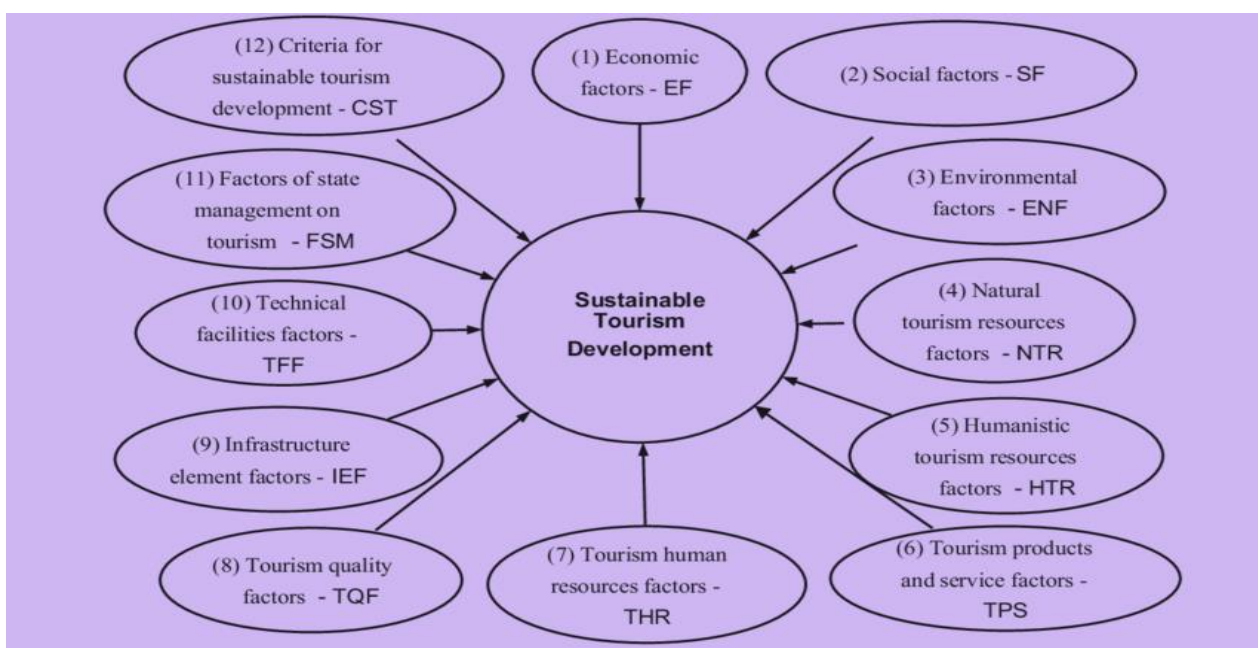 (12) Criteria for
sustainable tourism
development - CST
(1) Economic
factors - EF
(2) Social factors - SF
(11) Factors of state
management on
tourism - FSM
(3) Environmental
factors - ENF
(10) Technical
facilities factors -
TFF
Sustainable
Tourism
Development
(4) Natural
tourism resources
factors - NTR
(9) Infrastructure
element factors - IEF
(5) Humanistic
tourism resources
factors - HTR
(8) Tourism quality
factors - TQF
(7) Tourism human
resources factors -
THR
(6) Tourism products
and service factors -
TPS